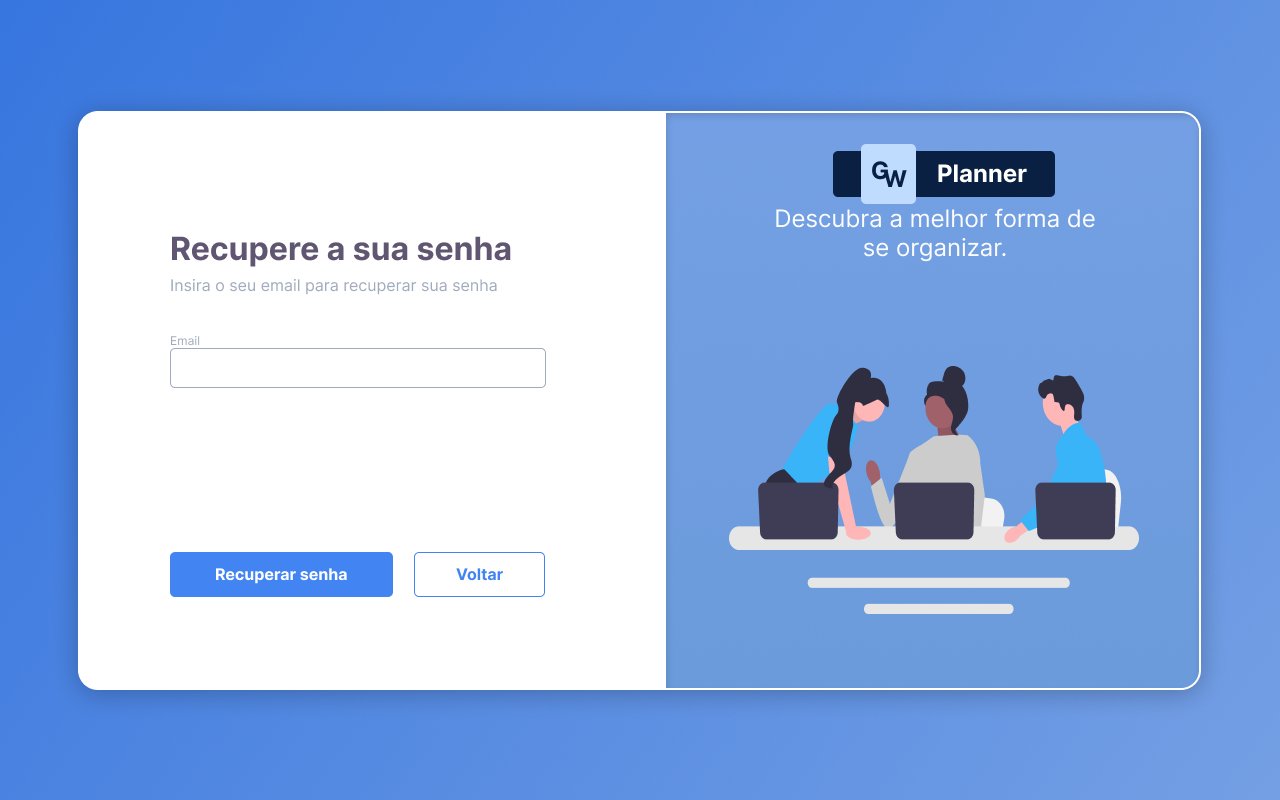 Recupere a sua senha
Insira o seu email para recuperar sua senha
Email
Recuperar senha
Voltar
GW
Planner
Descubra a melhor forma de
se organizar.